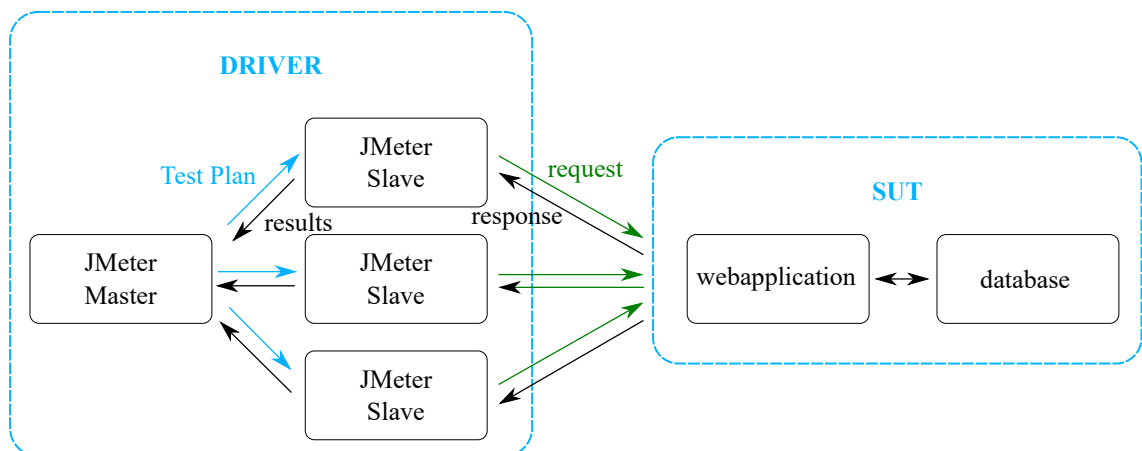 DRIVER
JMeter
Slave
Test Plan
results
request
response
JMeter
Master
JMeter
Slave
JMeter
Slave
SUT
webapplication
database